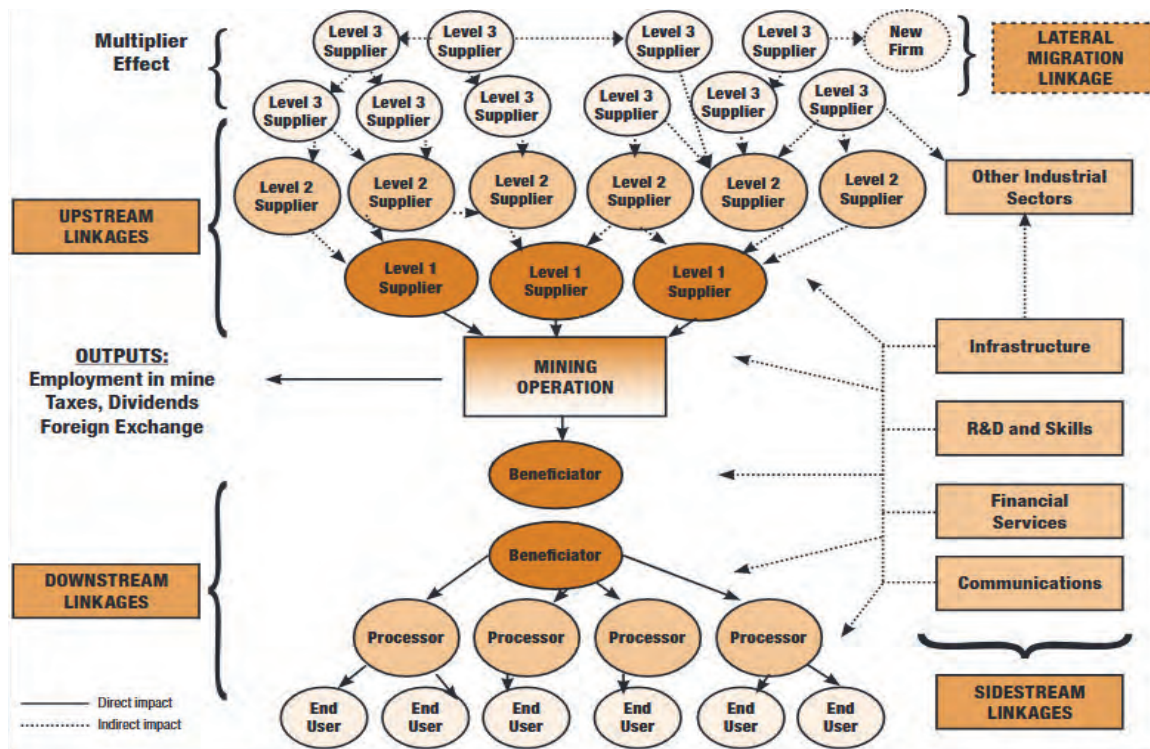 Multiplier
Effect
Level 3
Supplier
Level 3
Supplier
Level 3
Supplier
Level 3
Supplier
New
Firm
LATERAL
MIGRATION
LINKAGE
Level 3
Supplier
Level 3
Supplier
Level 3
Supplier
Level 3
Supplier
Level 3
Supplier
Level 3
Supplier
UPSTREAM
LINKAGES
Level 2
Supplier
Level 2
Supplier
Level 2
Supplier
Level 2
Supplier
Level 2
Supplier
Level 2
Supplier
Other Industrial
Sectors
Level 1
Supplier
Level 1
Supplier
Level 1
Supplier
OUTPUTS:
Employment in mine
Taxes, Dividends
Foreign Exchange
MINING
OPERATION
Infrastructure
R&D and Skills
Beneficiator
Financial
Services
Beneficiator
DOWNSTREAM
LINKAGES
Communications
Processor
Processor
Processor
Processor
End
User
End
User
End
User
End
User
End
User
End
User
SIDESTREAM
LINKAGES
Direct impact
Indirect impact